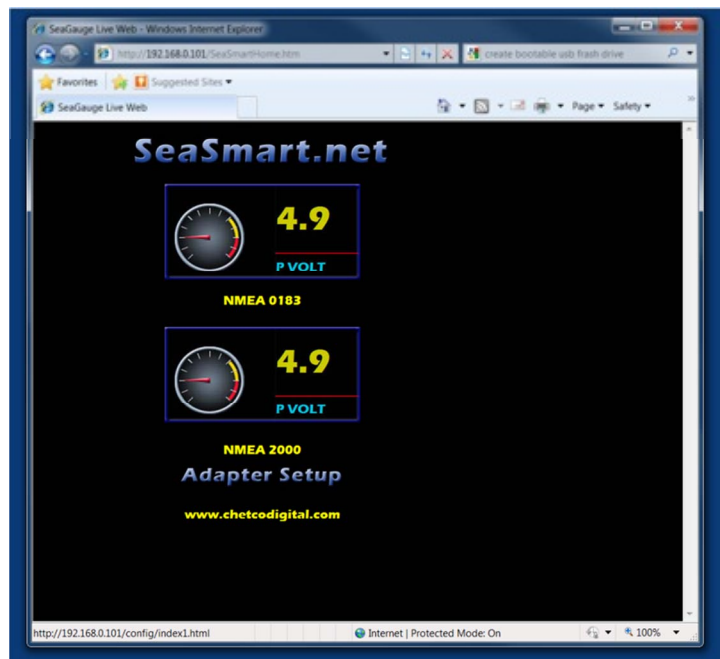 SeaGauge Live Web - Windows Internet Explorer
http://192.168.0.101/SeaSmartHome.htm
create bootable usb frash drive
Favorites
Suggested Sites
SeaGauge Live Web
Page
Safety
SeaSmart.net
4.9
P VOLT
NMEA 0183
4.9
P VOLT
NMEA 2000
Adapter Setup
www.chetcodigital.com
http://192.168.0.101/config/index1.html
Internet | Protected Mode: On
100%